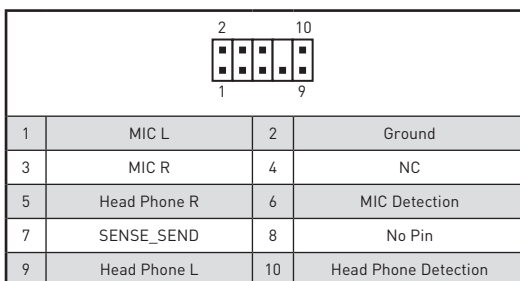 2 10
1 9
1 MIC L 2 Ground
3 MIC R 4 NC
5 Head Phone R 6 MIC Detection
7 SENSE_SEND 8 No Pin
9 Head Phone L 10 Head Phone Detection